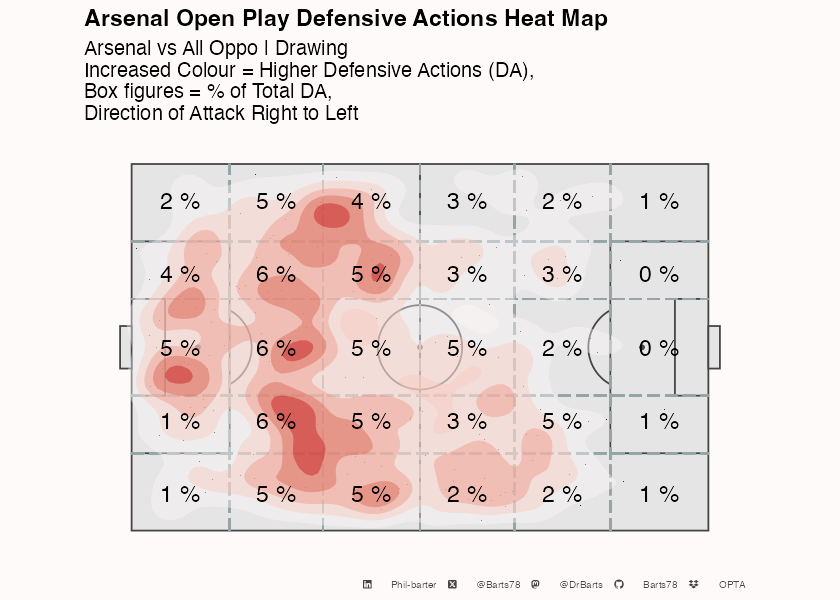 Arsenal Open Play Defensive Actions Heat Map
Arsenal vs All Oppo I Drawing
Increased Colour = Higher Defensive Actions (DA),
Box figures = % of Total DA,
Direction of Attack Right to Left
2 % 5 % 4 % 3 % 2 % 1 %
4 % 6 % 5 % 3 % 3 % 0 %
5 % 6 % 5 % 5 % 2 % 0 %
1 % 6 % 5 % 3 % 5 % 1 %
1 % 5 % 5 % 2 % 2 % 1 %
Phil-barter @Barts78 @DrBarts Barts78 OPTA